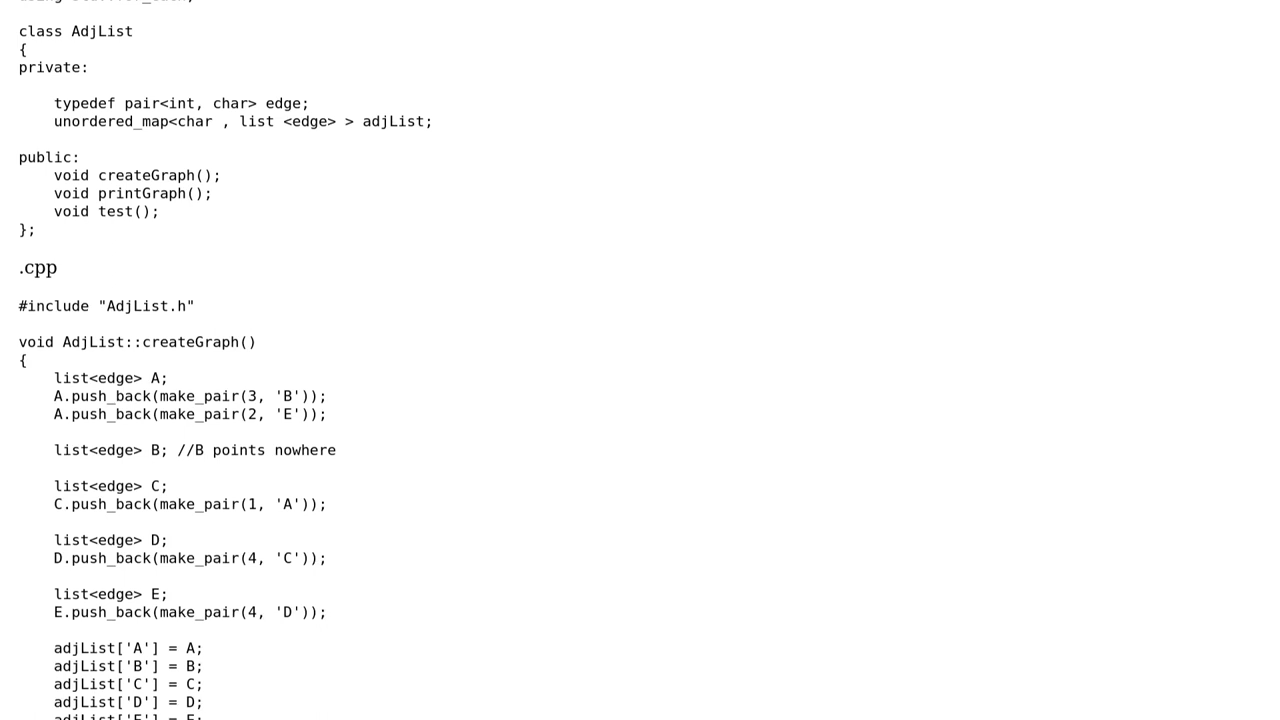 class AdjList
{
private:
typedef pair<int, char> edge;
unordered_map<char , list <edge> > adjList;
public:
void createGraph();
void printGraph();
void test();
};
.cpp
#include "AdjList.h"
void AdjList::createGraph()
{
list<edge> A;
A.push_back(make_pair(3, 'B'));
A.push_back(make_pair(2, 'E'));
list<edge> B; //B points nowhere
list<edge> C;
C.push_back(make_pair(1, 'A'));
list<edge> D;
D.push_back(make_pair(4, 'C'));
list<edge> E;
E.push_back(make_pair(4, 'D'));
adjList['A'] = A;
adjList['B'] = B;
adjList['C'] = C;
adjList['D'] = D;
adjList['E'] = E;